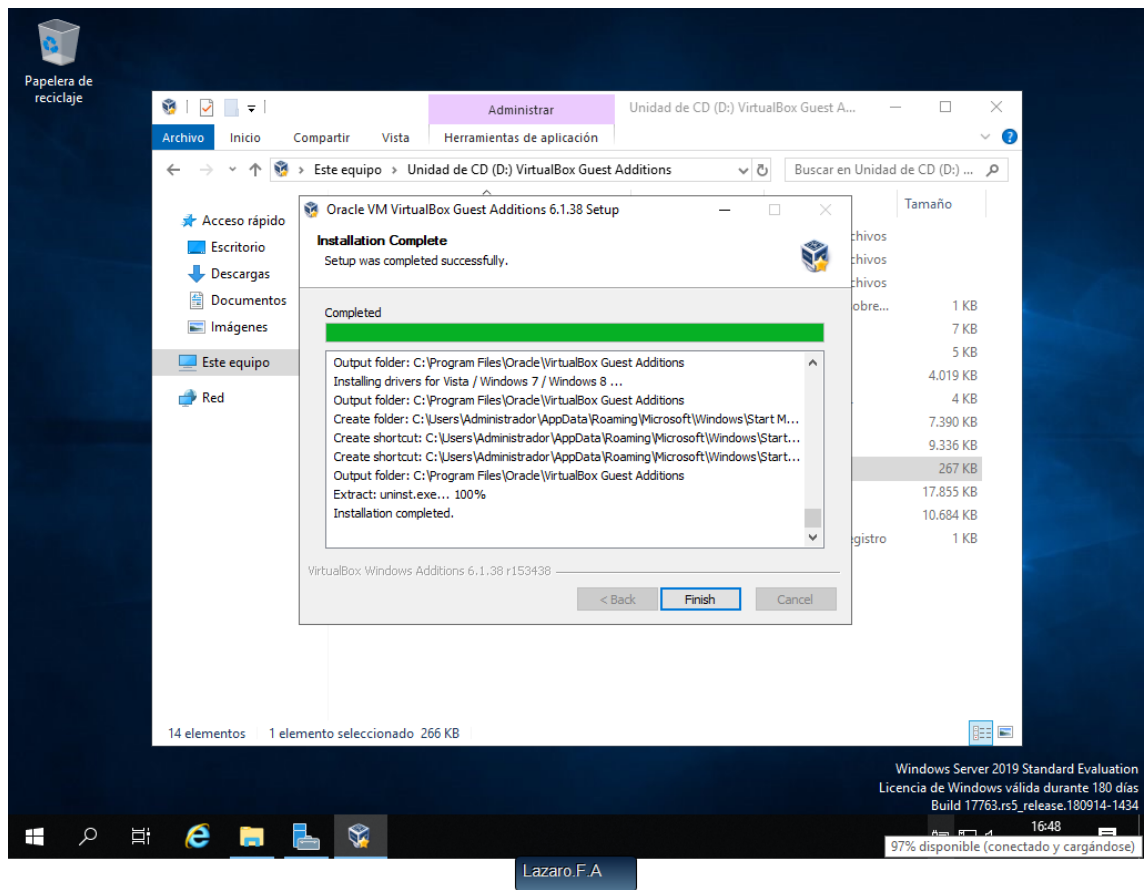 Papelera de
reciclaje
Administrar
Unidad de CD (D:) VirtualBox Guest A...
Archivo
Inicio
Compartir
Vista
Herramientas de aplicación
Este equipo > Unidad de CD (D:) VirtualBox Guest Additions
Buscar en Unidad de CD (D:) ...
Tamaño
Acceso rápido
Escritorio
Descargas
Documentos
Imágenes
Este equipo
Red
Oracle VM VirtualBox Guest Additions 6.1.38 Setup
Installation Complete
Setup was completed successfully.
Completed
Output folder: C:\Program Files\Oracle\VirtualBox Guest Additions
Installing drivers for Vista / Windows 7 / Windows 8 ...
Output folder: C:\Program Files\Oracle\VirtualBox Guest Additions
Create folder: C:\Users\Administrador\AppData\Roaming\Microsoft\Windows\Start M...
Create shortcut: C:\Users\Administrador\AppData\Roaming\Microsoft\Windows\Start...
Create shortcut: C:\Users\Administrador\AppData\Roaming\Microsoft\Windows\Start...
Output folder: C:\Program Files\Oracle\VirtualBox Guest Additions
Extract: uninst.exe... 100%
Installation completed.
VirtualBox Windows Additions 6.1.38 r153438
< Back
Finish
Cancel
chivos
chivos
chivos
obre... 1 KB
7 KB
5 KB
4.019 KB
4 KB
7.390 KB
9.336 KB
267 KB
17.855 KB
10.684 KB
egistro 1 KB
14 elementos
1 elemento seleccionado 266 KB
Windows Server 2019 Standard Evaluation
Licencia de Windows válida durante 180 días
Build 17763.rs5_release.180914-1434
16:48
97% disponible (conectado y cargándose)
Lazaro.F.A